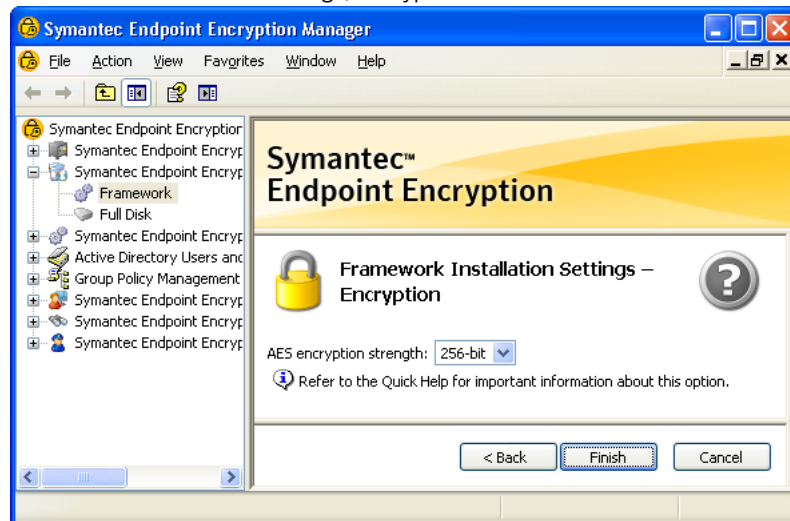 Symantec Endpoint Encryption Manager
File Action View Favorites Window Help
Symantec Endpoint Encryption
Symantec Endpoint Encryp
Symantec Endpoint Encryp
Framework
Full Disk
Symantec Endpoint Encryp
Active Directory Users and
Group Policy Management
Symantec Endpoint Encryp
Symantec Endpoint Encryp
Symantec Endpoint Encryp
Symantec™
Endpoint Encryption
Framework Installation Settings –
Encryption
AES encryption strength: 256-bit
Refer to the Quick Help for important information about this option.
< Back Finish Cancel